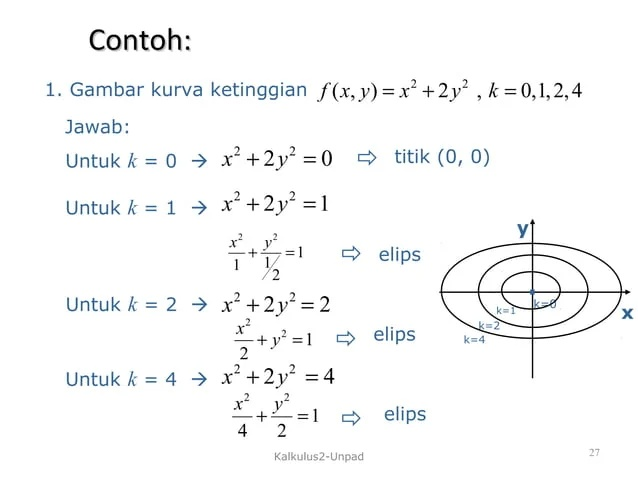 Contoh:
1. Gambar kurva ketinggian f(x, y) = x² + 2y² , k = 0,1,2,4
Jawab:
Untuk k = 0 → x² + 2y² = 0 ⇨ titik (0, 0)
Untuk k = 1 → x² + 2y² = 1
x²/1 + y²/(1/2) = 1 ⇨ elips
Untuk k = 2 → x² + 2y² = 2
x²/2 + y² = 1 ⇨ elips
Untuk k = 4 → x² + 2y² = 4
x²/4 + y²/2 = 1 ⇨ elips
y
x
k=0
k=1
k=2
k=4
Kalkulus2-Unpad
27